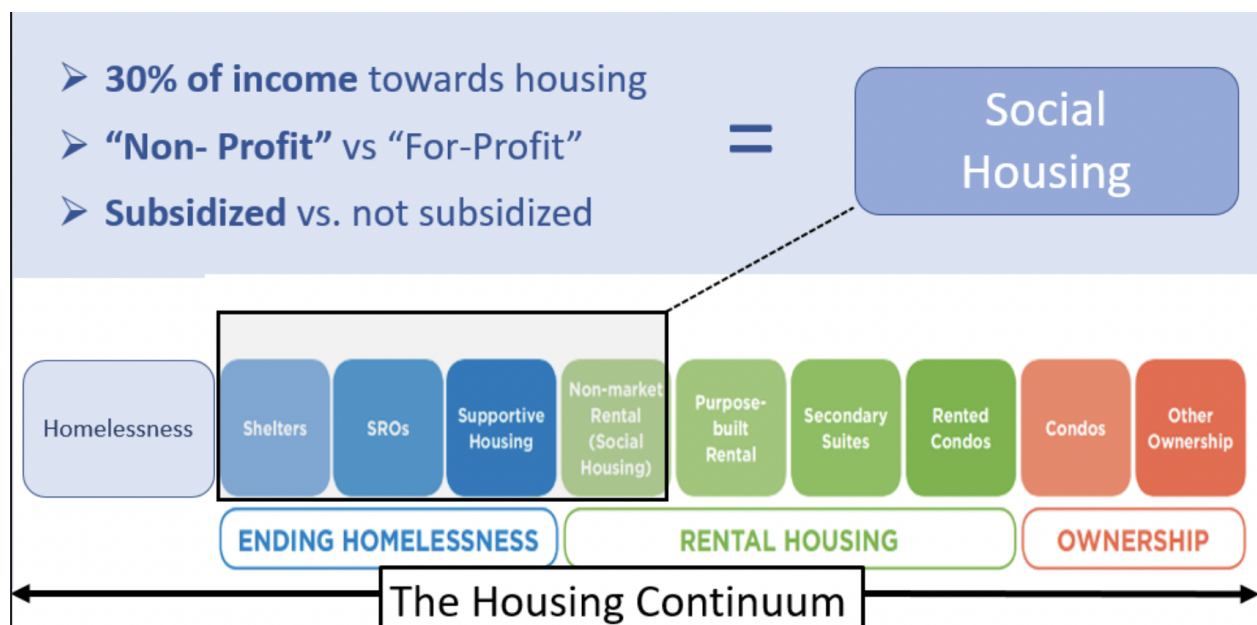 ➢ 30% of income towards housing
➢ “Non- Profit” vs “For-Profit”
➢ Subsidized vs. not subsidized
=
Social
Housing
Homelessness
Shelters
SROs
Supportive
Housing
Non-market
Rental
(Social
Housing)
Purpose-
built
Rental
Secondary
Suites
Rented
Condos
Condos
Other
Ownership
ENDING HOMELESSNESS
RENTAL HOUSING
OWNERSHIP
The Housing Continuum